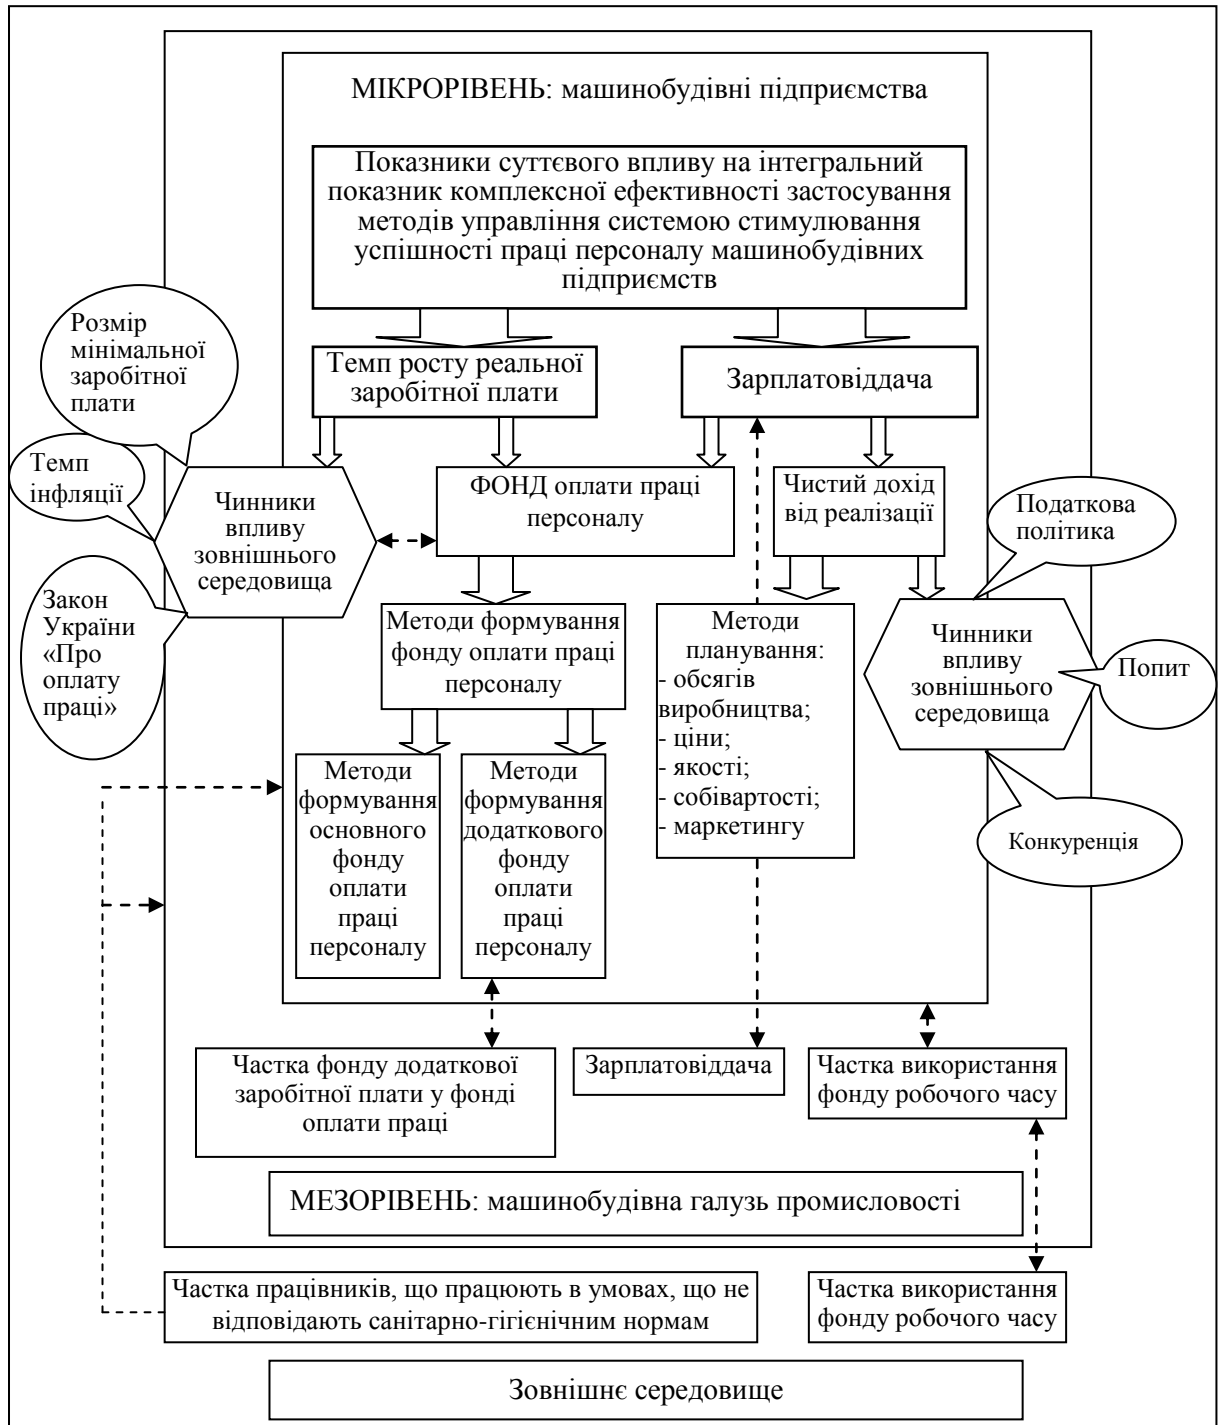 МІКРОРІВЕНЬ: машинобудівні підприємства
Показники суттєвого впливу на інтегральний
показник комплексної ефективності застосування
методів управління системою стимулювання
успішності праці персоналу машинобудівних
підприємств
Розмір
мінімальної
заробітної
плати
Темп росту реальної
заробітної плати
Зарплатовіддача
Темп
інфляції
Чинники
впливу
зовнішнього
середовища
ФОНД оплати праці
персоналу
Чистий дохід
від реалізації
Податкова
політика
Закон
України
«Про
оплату
праці»
Методи формування
фонду оплати праці
персоналу
Методи
планування:
- обсягів
виробництва;
- ціни;
- якості;
- собівартості;
- маркетингу
Чинники
впливу
зовнішнього
середовища
Попит
Конкуренція
Методи
формування
основного
фонду
оплати
праці
персоналу
Методи
формування
додаткового
фонду
оплати
праці
персоналу
Частка фонду додаткової
заробітної плати у фонді
оплати праці
Зарплатовіддача
Частка використання
фонду робочого часу
МЕЗОРІВЕНЬ: машинобудівна галузь промисловості
Частка працівників, що працюють в умовах, що не
відповідають санітарно-гігієнічним нормам
Частка використання
фонду робочого часу
Зовнішнє середовище